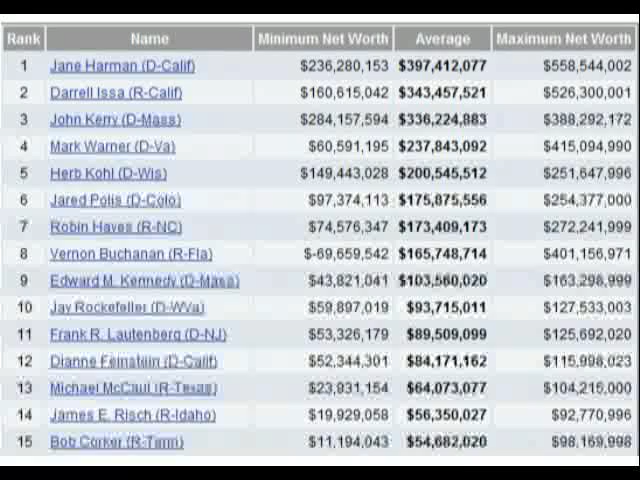 Rank Name Minimum Net Worth Average Maximum Net Worth
1 Jane Harman (D-Calif) $236,280,153 $397,412,077 $558,544,002
2 Darrell Issa (R-Calif) $160,615,042 $343,457,521 $526,300,001
3 John Kerry (D-Mass) $284,157,594 $336,224,883 $388,292,172
4 Mark Warner (D-Va) $60,591,195 $237,843,092 $415,094,990
5 Herb Kohl (D-Wis) $149,443,028 $200,545,512 $251,647,996
6 Jared Polis (D-Colo) $97,374,113 $175,875,556 $254,377,000
7 Robin Hayes (R-NC) $74,576,347 $173,409,173 $272,241,999
8 Vernon Buchanan (R-Fla) $-69,659,542 $165,748,714 $401,156,971
9 Edward M. Kennedy (D-Mass) $43,821,041 $103,560,020 $163,298,999
10 Jay Rockefeller (D-WVa) $59,897,019 $93,715,011 $127,533,003
11 Frank R. Lautenberg (D-NJ) $53,326,179 $89,509,099 $125,692,020
12 Dianne Feinstein (D-Calif) $52,344,301 $84,171,162 $115,998,023
13 Michael McCaul (R-Texas) $23,931,154 $64,073,077 $104,215,000
14 James E. Risch (R-Idaho) $19,929,058 $56,350,027 $92,770,996
15 Bob Corker (R-Tenn) $11,194,043 $54,682,020 $98,169,998